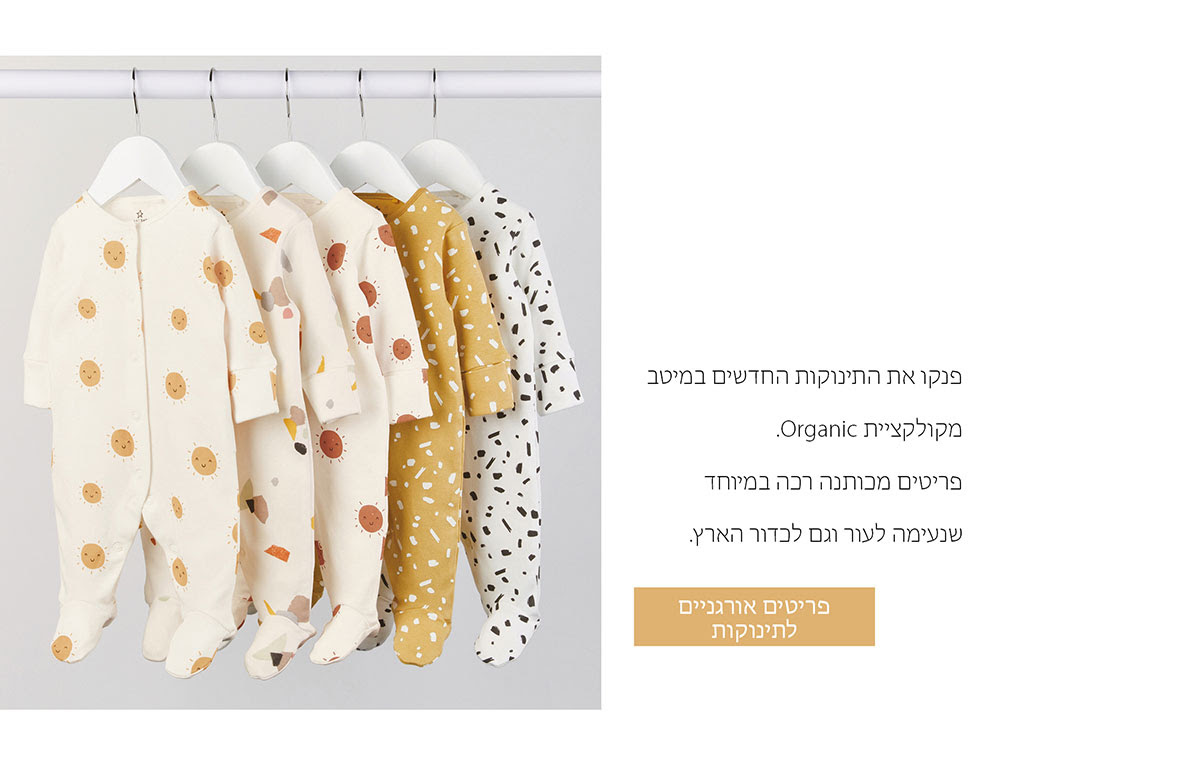 פנקו את התינוקות החדשים במיטב
מקולקציית Organic.
פריטים מכותנה רכה במיוחד
שנעימה לעור וגם לכדור הארץ.
פריטים אורגניים
לתינוקות